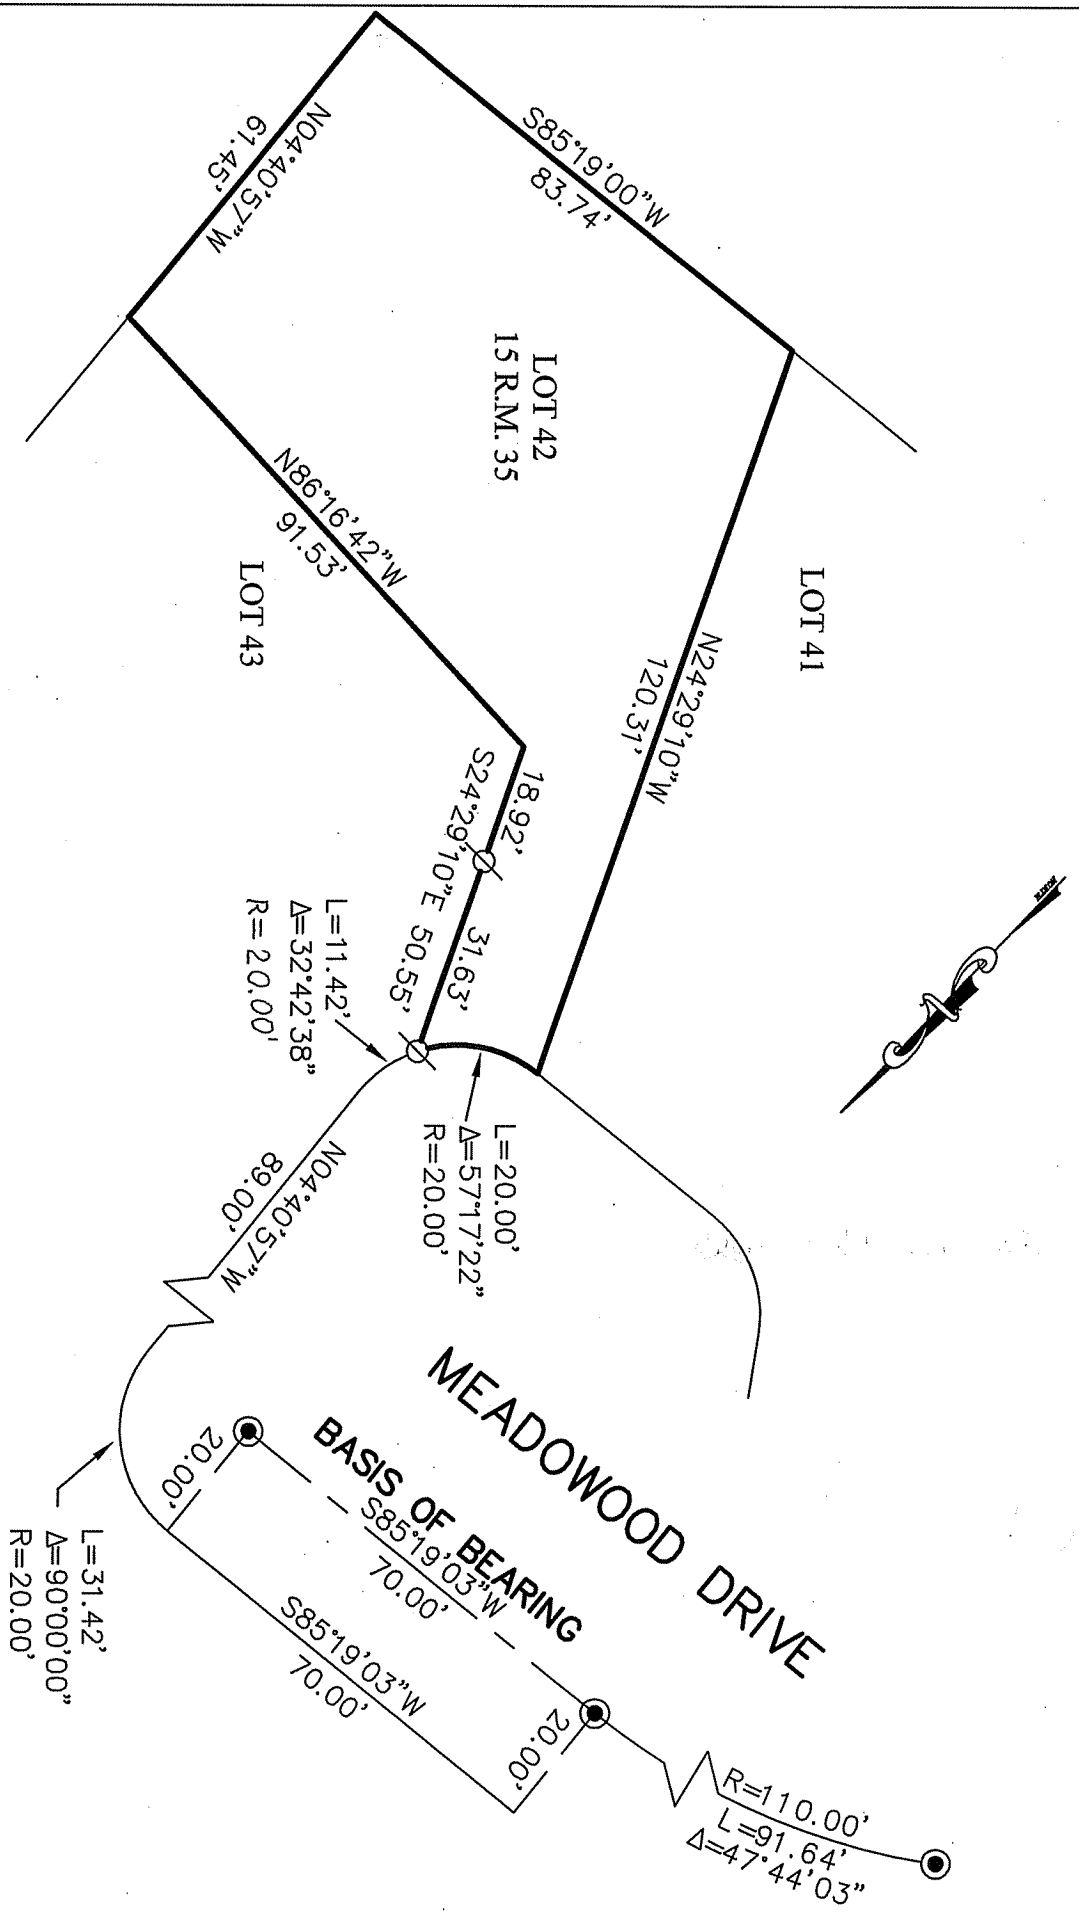 S85°19'00"W
83.74'
N04°40'57"W
61.45'
LOT 42
15 R.M. 35
LOT 41
N24°29'10"W
120.31'
N86°16'42"W
91.53'
LOT 43
18.92'
31.63'
S24°29'10"E 50.55'
L=11.42'
Δ=32°42'38"
R= 20.00'
L=20.00'
Δ=57°17'22"
R=20.00'
NORTH
N04°40'57"W
89.00'
MEADOWOOD DRIVE
BASIS OF BEARING
S85°19'03"W
70.00'
20.00'
20.00'
S85°19'03"W
70.00'
L=31.42'
Δ=90°00'00"
R=20.00'
R=110.00'
L=91.64'
Δ=47°44'03"